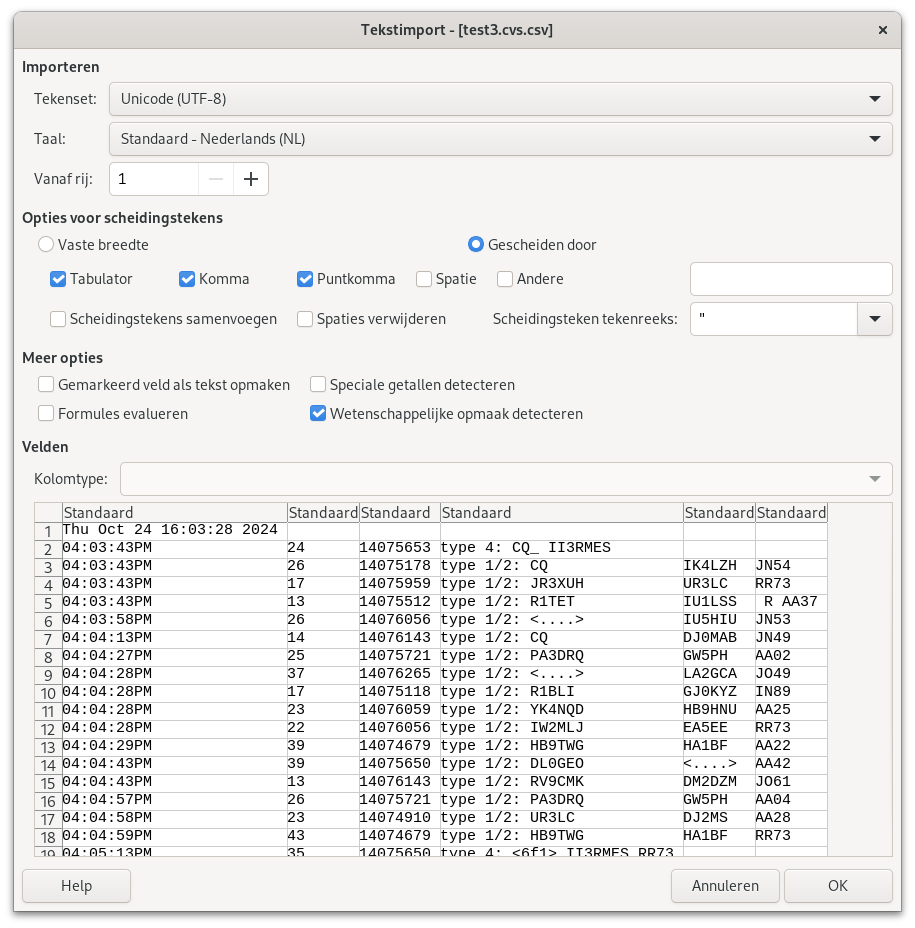 Tekstimport - [test3.cvs.csv] ×
Importeren
Tekenset: Unicode (UTF-8)
Taal: Standaard - Nederlands (NL)
Vanaf rij: 1 — +
Opties voor scheidingstekens
Vaste breedte Gescheiden door
Tabulator Komma Puntkomma Spatie Andere
Scheidingstekens samenvoegen Spaties verwijderen Scheidingsteken tekenreeks: "
Meer opties
Gemarkeerd veld als tekst opmaken Speciale getallen detecteren
Formules evalueren Wetenschappelijke opmaak detecteren
Velden
Kolomtype:
Standaard Standaard Standaard Standaard Standaard Standaard
1 Thu Oct 24 16:03:28 2024
2 04:03:43PM 24 14075653 type 4: CQ_ II3RMES
3 04:03:43PM 26 14075178 type 1/2: CQ IK4LZH JN54
4 04:03:43PM 17 14075959 type 1/2: JR3XUH UR3LC RR73
5 04:03:43PM 13 14075512 type 1/2: R1TET IU1LSS R AA37
6 04:03:58PM 26 14076056 type 1/2: <....> IU5HIU JN53
7 04:04:13PM 14 14076143 type 1/2: CQ DJ0MAB JN49
8 04:04:27PM 25 14075721 type 1/2: PA3DRQ GW5PH AA02
9 04:04:28PM 37 14076265 type 1/2: <....> LA2GCA JO49
10 04:04:28PM 17 14075118 type 1/2: R1BLI GJ0KYZ IN89
11 04:04:28PM 23 14076059 type 1/2: YK4NQD HB9HNU AA25
12 04:04:28PM 22 14076056 type 1/2: IW2MLJ EA5EE RR73
13 04:04:29PM 39 14074679 type 1/2: HB9TWG HA1BF AA22
14 04:04:43PM 39 14075650 type 1/2: DL0GEO <....> AA42
15 04:04:43PM 13 14076143 type 1/2: RV9CMK DM2DZM JO61
16 04:04:57PM 26 14075721 type 1/2: PA3DRQ GW5PH AA04
17 04:04:58PM 23 14074910 type 1/2: UR3LC DJ2MS AA28
18 04:04:59PM 43 14074679 type 1/2: HB9TWG HA1BF RR73
19 04:05:13PM 35 14075650 type 4: <6f1> II3RMES RR73
Help Annuleren OK